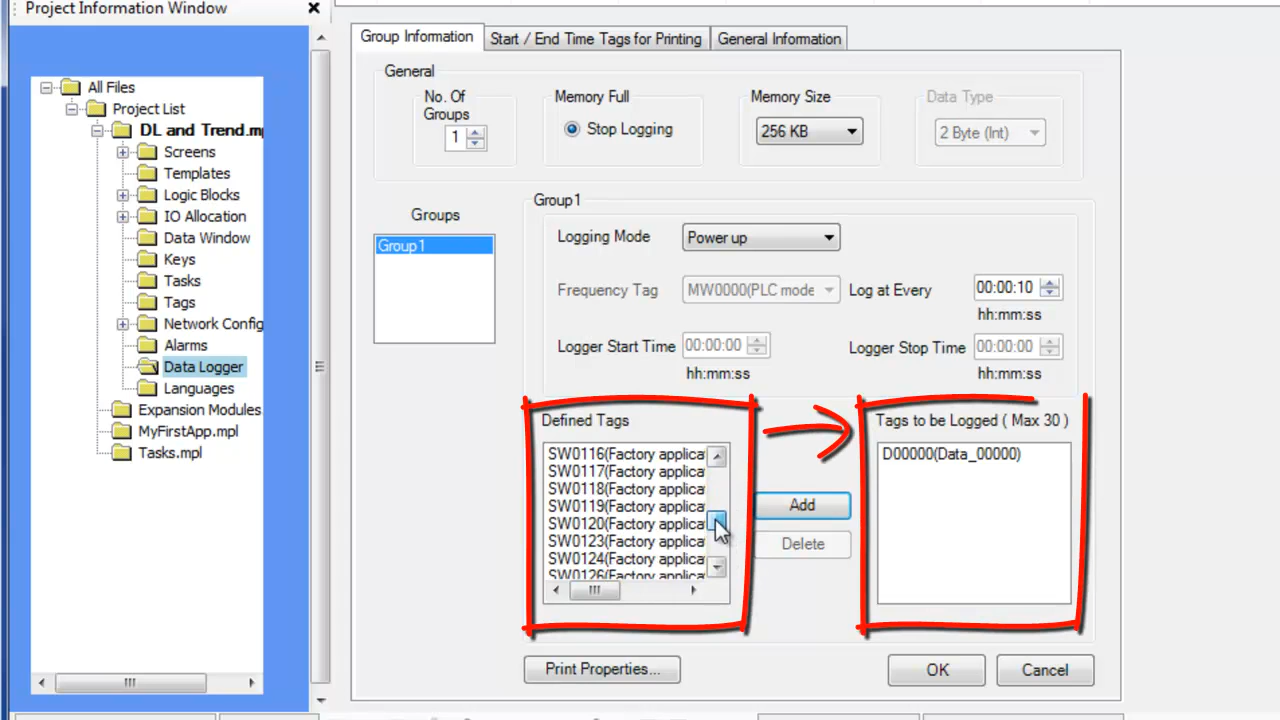 Project Information Window
All Files
Project List
DL and Trend.mp
Screens
Templates
Logic Blocks
IO Allocation
Data Window
Keys
Tasks
Tags
Network Config
Alarms
Data Logger
Languages
Expansion Modules
MyFirstApp.mpl
Tasks.mpl
Group Information
Start / End Time Tags for Printing
General Information
General
No. Of
Groups
1
Memory Full
Stop Logging
Memory Size
256 KB
Data Type
2 Byte (Int)
Groups
Group1
Group1
Logging Mode
Power up
Frequency Tag
MW0000(PLC mode
Log at Every
00:00:10
hh:mm:ss
Logger Start Time
00:00:00
hh:mm:ss
Logger Stop Time
00:00:00
hh:mm:ss
Defined Tags
SW0116(Factory applica
SW0117(Factory applica
SW0118(Factory applica
SW0119(Factory applica
SW0120(Factory applica
SW0123(Factory applica
SW0124(Factory applica
SW0126(Factory applica
Add
Delete
Tags to be Logged ( Max 30 )
D00000(Data_00000)
Print Properties...
OK
Cancel